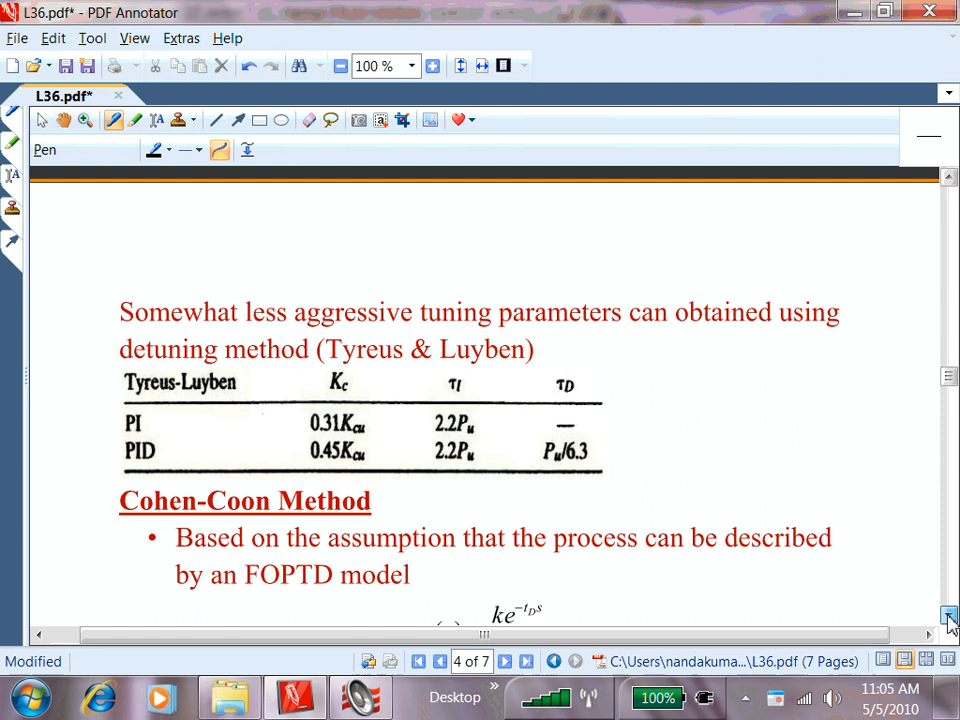 L36.pdf* - PDF Annotator
File Edit Tool View Extras Help
100 %
L36.pdf*
Pen
Somewhat less aggressive tuning parameters can obtained using
detuning method (Tyreus & Luyben)
Tyreus-Luyben Kc τI τD
PI 0.31Kcu 2.2Pu —
PID 0.45Kcu 2.2Pu Pu/6.3
Cohen-Coon Method
• Based on the assumption that the process can be described
by an FOPTD model
ke^{-t_D s}
Modified 4 of 7 C:\Users\nandakuma...\L36.pdf (7 Pages)
Desktop » 100% 11:05 AM
5/5/2010